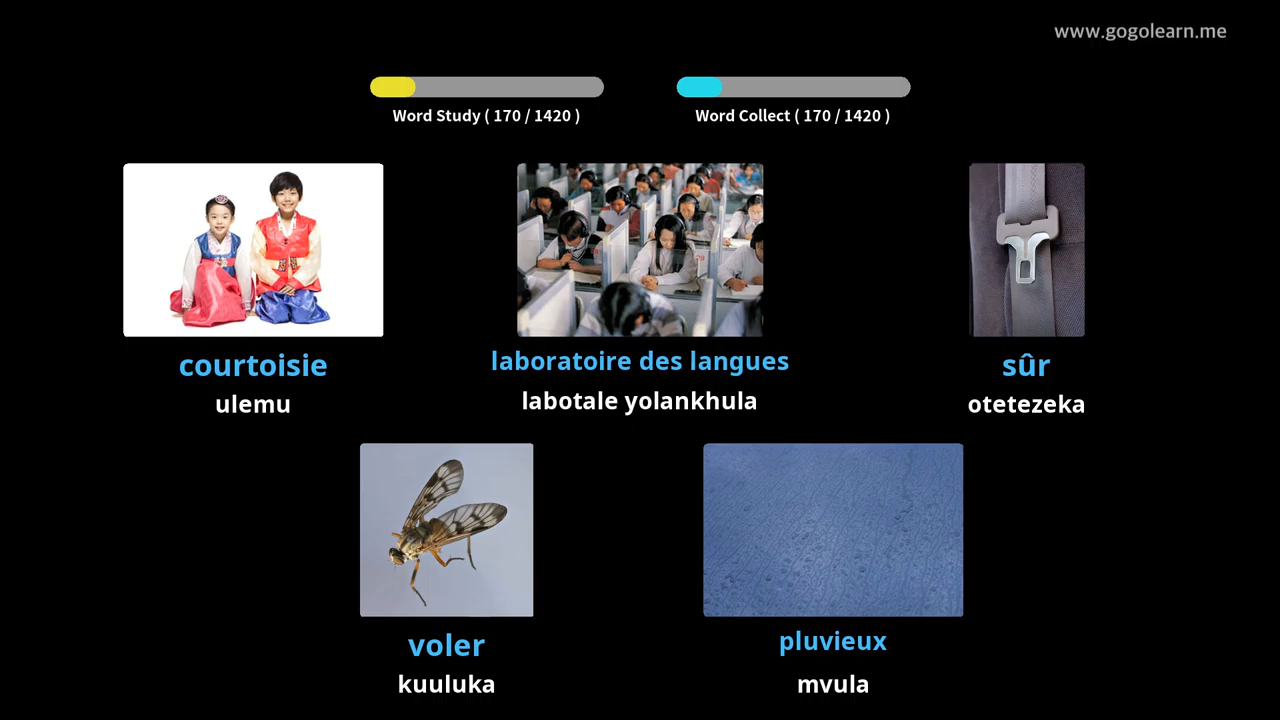 www.gogolearn.me
Word Study ( 170 / 1420 )
Word Collect ( 170 / 1420 )
courtoisie
ulemu
laboratoire des langues
labotale yolankhula
sûr
otetezeka
voler
kuuluka
pluvieux
mvula